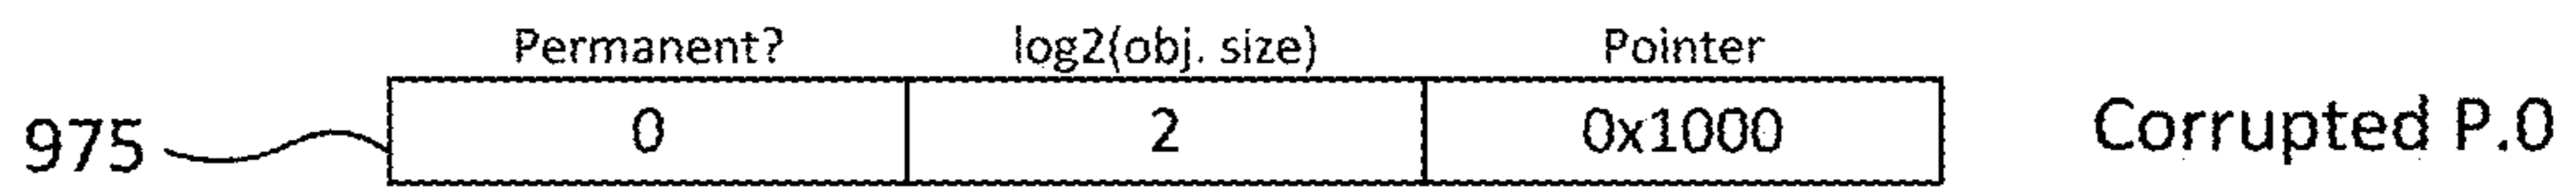 Permanent? log2(obj. size) Pointer
975 0 2 0x1000 Corrupted P.0